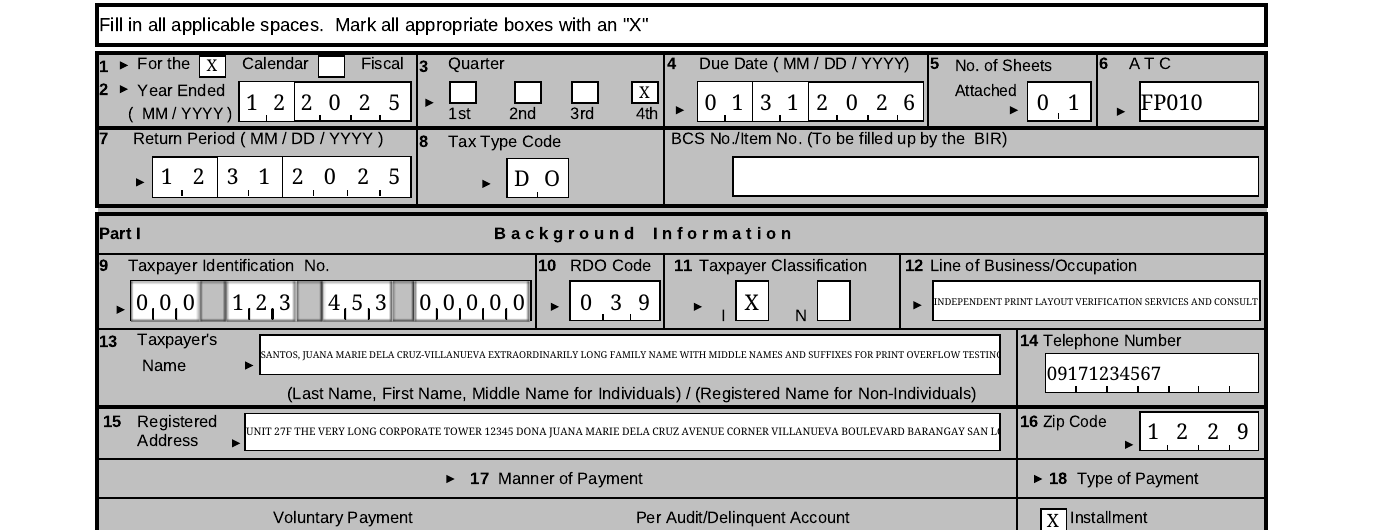 Fill in all applicable spaces. Mark all appropriate boxes with an "X"
1 ► For the X Calendar Fiscal
2 ► Year Ended
( MM / YYYY ) 1 2 2 0 2 5
3 Quarter
► 1st 2nd 3rd X 4th
4 Due Date ( MM / DD / YYYY)
► 0 1 3 1 2 0 2 6
5 No. of Sheets
Attached
► 0 1
6 A T C
► FP010
7 Return Period ( MM / DD / YYYY )
► 1 2 3 1 2 0 2 5
8 Tax Type Code
► D O
BCS No./Item No. (To be filled up by the BIR)
Part I Background Information
9 Taxpayer Identification No.
► 0 0 0 1 2 3 4 5 3 0 0 0 0 0
10 RDO Code
► 0 3 9
11 Taxpayer Classification
► I X N
12 Line of Business/Occupation
► INDEPENDENT PRINT LAYOUT VERIFICATION SERVICES AND CONSULT
13 Taxpayer's
Name ► SANTOS, JUANA MARIE DELA CRUZ-VILLANUEVA EXTRAORDINARILY LONG FAMILY NAME WITH MIDDLE NAMES AND SUFFIXES FOR PRINT OVERFLOW TESTING
(Last Name, First Name, Middle Name for Individuals) / (Registered Name for Non-Individuals)
14 Telephone Number
09171234567
15 Registered
Address ► UNIT 27F THE VERY LONG CORPORATE TOWER 12345 DONA JUANA MARIE DELA CRUZ AVENUE CORNER VILLANUEVA BOULEVARD BARANGAY SAN
16 Zip Code
► 1 2 2 9
► 17 Manner of Payment
► 18 Type of Payment
Voluntary Payment Per Audit/Delinquent Account
X Installment